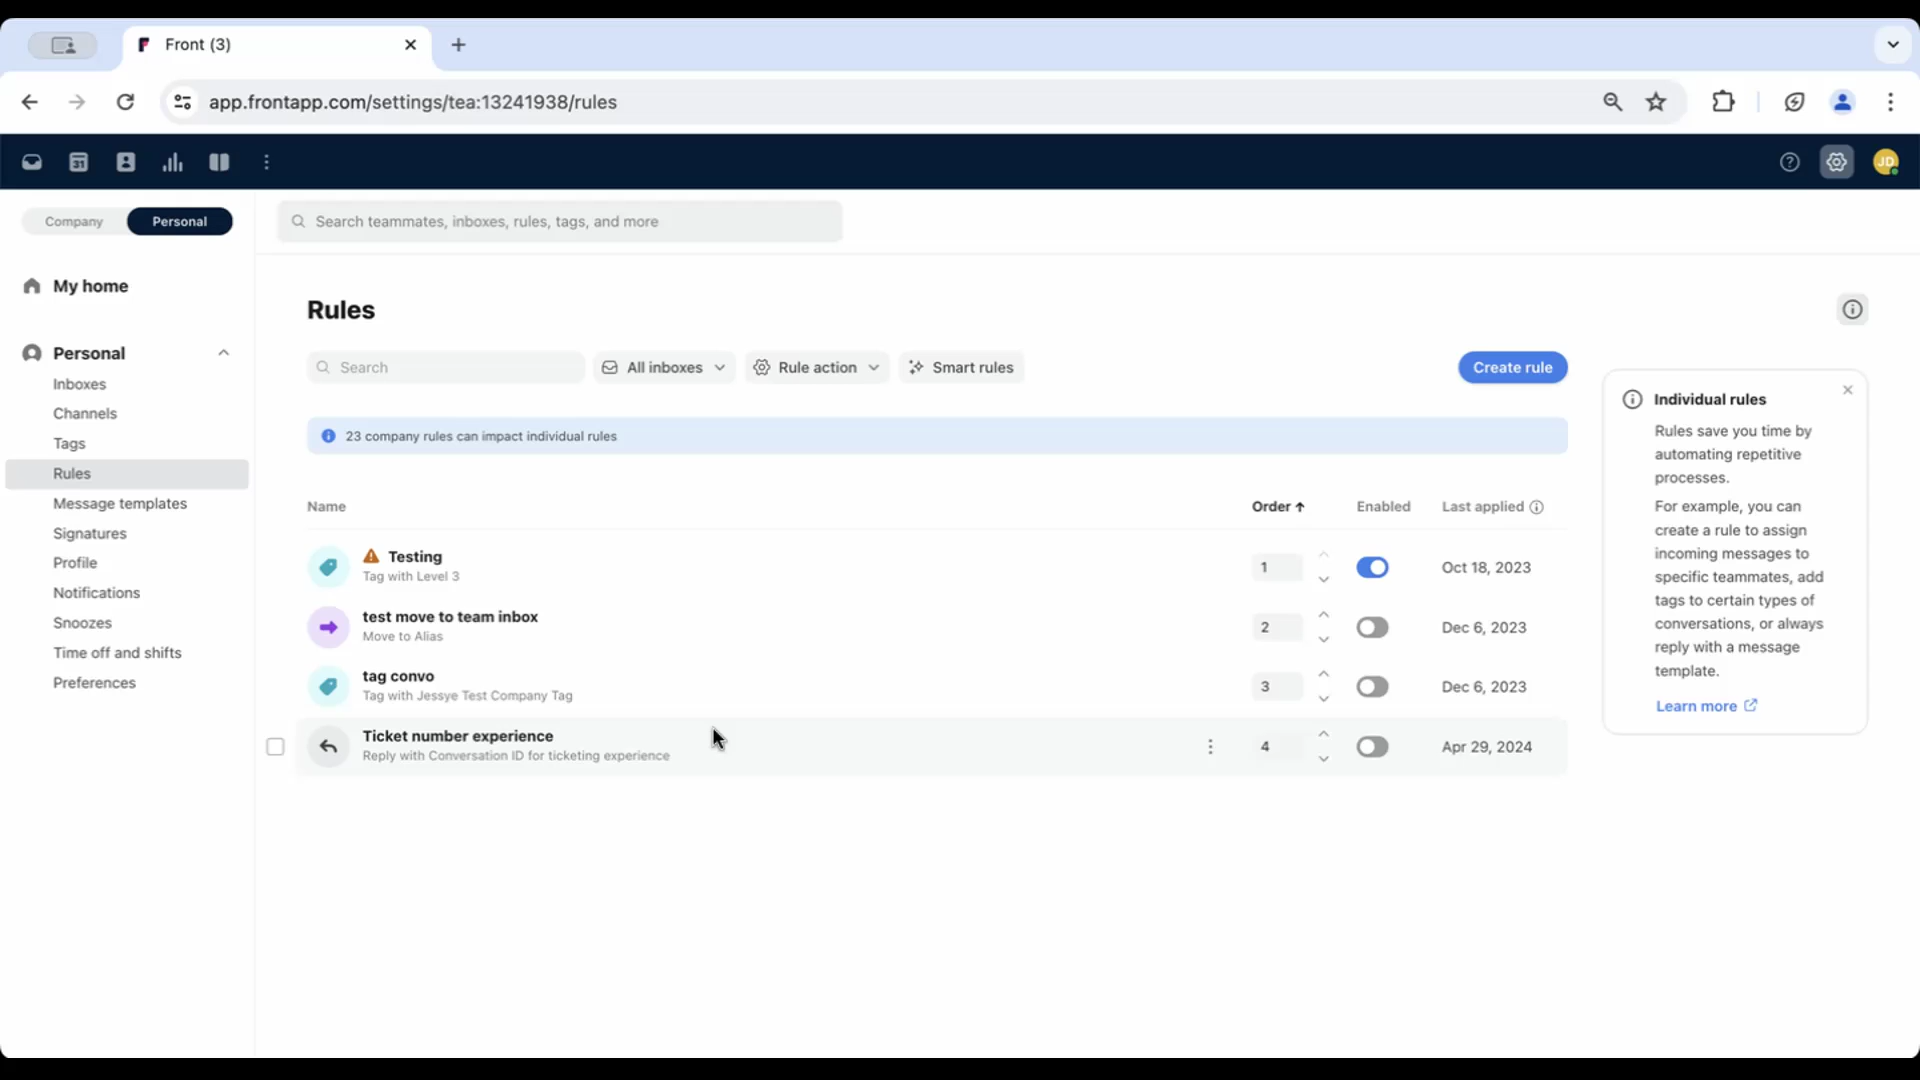 Front (3)
app.frontapp.com/settings/tea:13241938/rules
31
JD
Company
Personal
Search teammates, inboxes, rules, tags, and more
My home
Personal
Inboxes
Channels
Tags
Rules
Message templates
Signatures
Profile
Notifications
Snoozes
Time off and shifts
Preferences
Rules
Search
All inboxes
Rule action
Smart rules
Create rule
23 company rules can impact individual rules
Name
Order
Enabled
Last applied
Testing
Tag with Level 3
1
Oct 18, 2023
test move to team inbox
Move to Alias
2
Dec 6, 2023
tag convo
Tag with Jessye Test Company Tag
3
Dec 6, 2023
Ticket number experience
Reply with Conversation ID for ticketing experience
4
Apr 29, 2024
Individual rules
Rules save you time by
automating repetitive
processes.
For example, you can
create a rule to assign
incoming messages to
specific teammates, add
tags to certain types of
conversations, or always
reply with a message
template.
Learn more